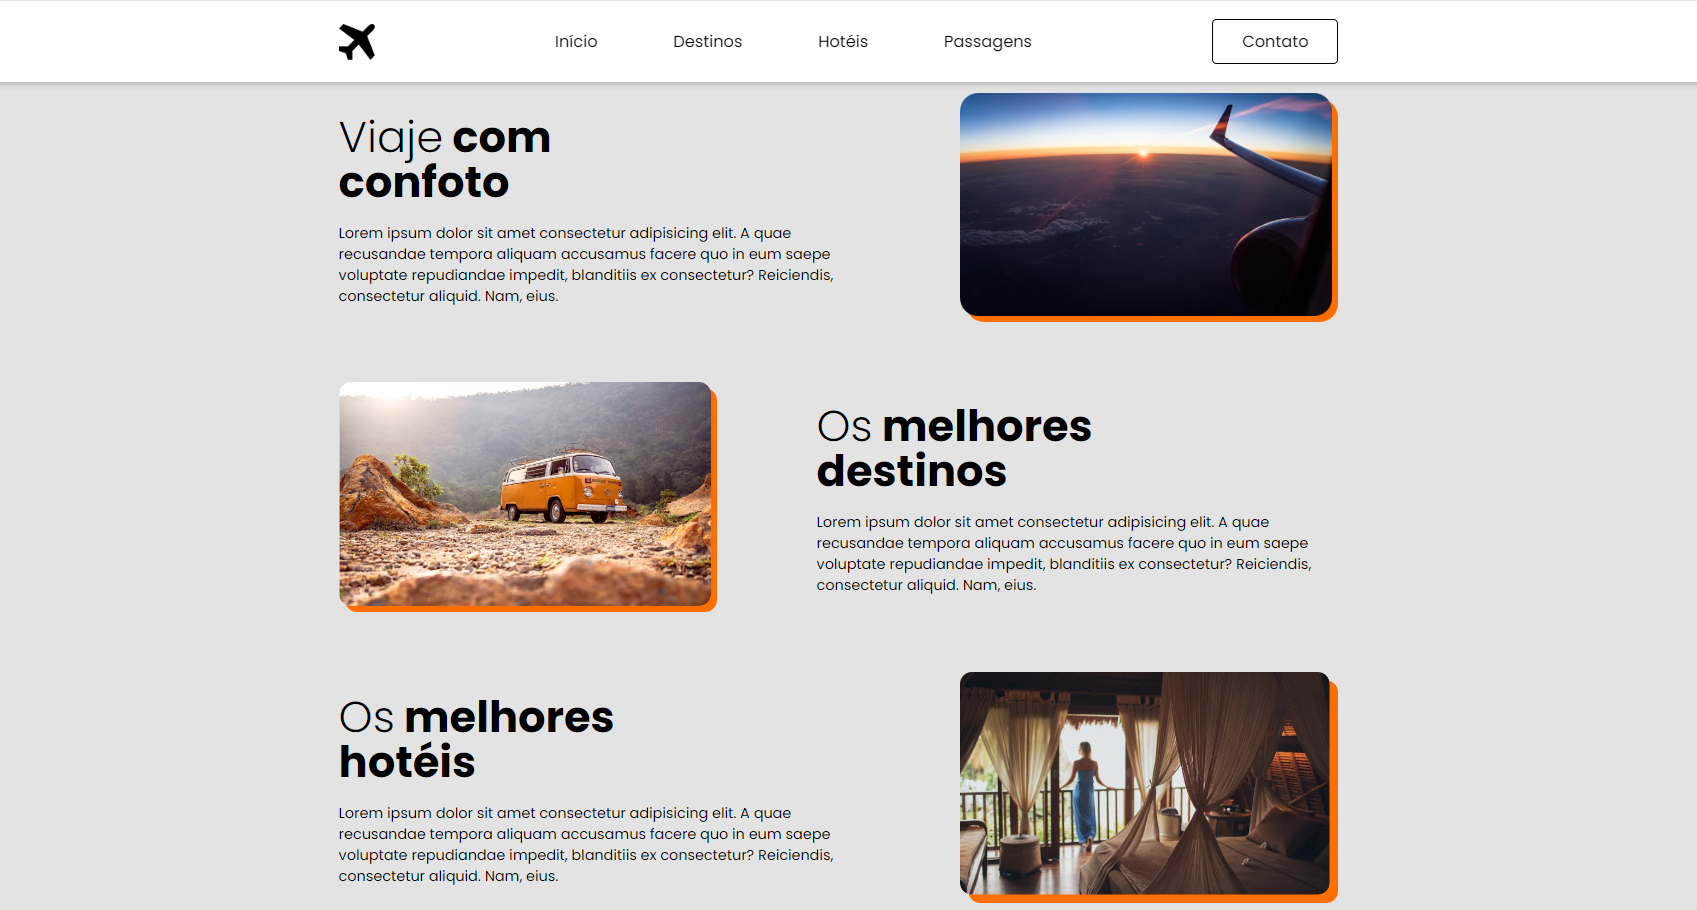 Início
Destinos
Hotéis
Passagens
Contato
Viaje com
confoto
Lorem ipsum dolor sit amet consectetur adipisicing elit. A quae
recusandae tempora aliquam accusamus facere quo in eum saepe
voluptate repudiandae impedit, blanditiis ex consectetur? Reiciendis,
consectetur aliquid. Nam, eius.
Os melhores
destinos
Lorem ipsum dolor sit amet consectetur adipisicing elit. A quae
recusandae tempora aliquam accusamus facere quo in eum saepe
voluptate repudiandae impedit, blanditiis ex consectetur? Reiciendis,
consectetur aliquid. Nam, eius.
Os melhores
hotéis
Lorem ipsum dolor sit amet consectetur adipisicing elit. A quae
recusandae tempora aliquam accusamus facere quo in eum saepe
voluptate repudiandae impedit, blanditiis ex consectetur? Reiciendis,
consectetur aliquid. Nam, eius.